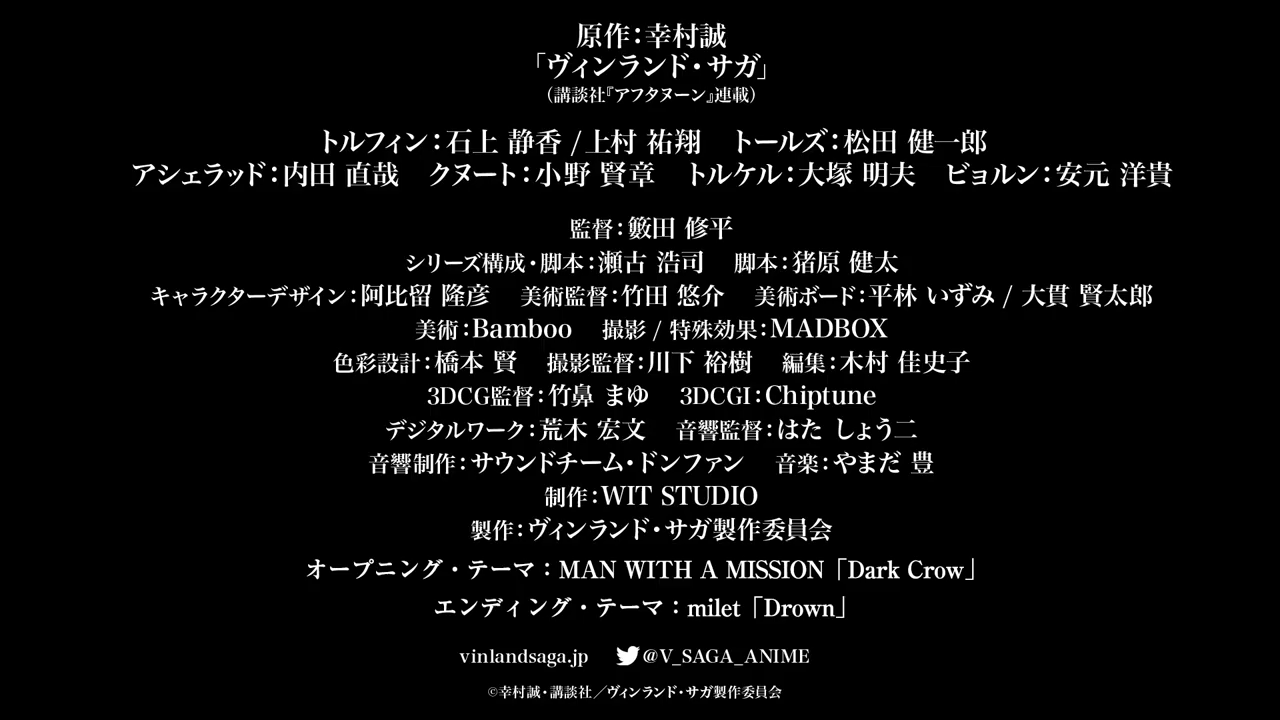 原作：幸村誠
「ヴィンランド・サガ」
（講談社『アフタヌーン』連載）
トルフィン：石上 静香 / 上村 祐翔　トールズ：松田 健一郎
アシェラッド：内田 直哉　クヌート：小野 賢章　トルケル：大塚 明夫　ビョルン：安元 洋貴
監督：籔田 修平
シリーズ構成・脚本：瀬古 浩司　脚本：猪原 健太
キャラクターデザイン：阿比留 隆彦　美術監督：竹田 悠介　美術ボード：平林 いずみ / 大貫 賢太郎
美術：Bamboo　撮影 / 特殊効果：MADBOX
色彩設計：橋本 賢　撮影監督：川下 裕樹　編集：木村 佳史子
3DCG監督：竹鼻 まゆ　3DCGI：Chiptune
デジタルワーク：荒木 宏文　音響監督：はた しょう二
音響制作：サウンドチーム・ドンファン　音楽：やまだ 豊
制作：WIT STUDIO
製作：ヴィンランド・サガ製作委員会
オープニング・テーマ：MAN WITH A MISSION「Dark Crow」
エンディング・テーマ：milet「Drown」
vinlandsaga.jp　@V_SAGA_ANIME
©幸村誠・講談社／ヴィンランド・サガ製作委員会